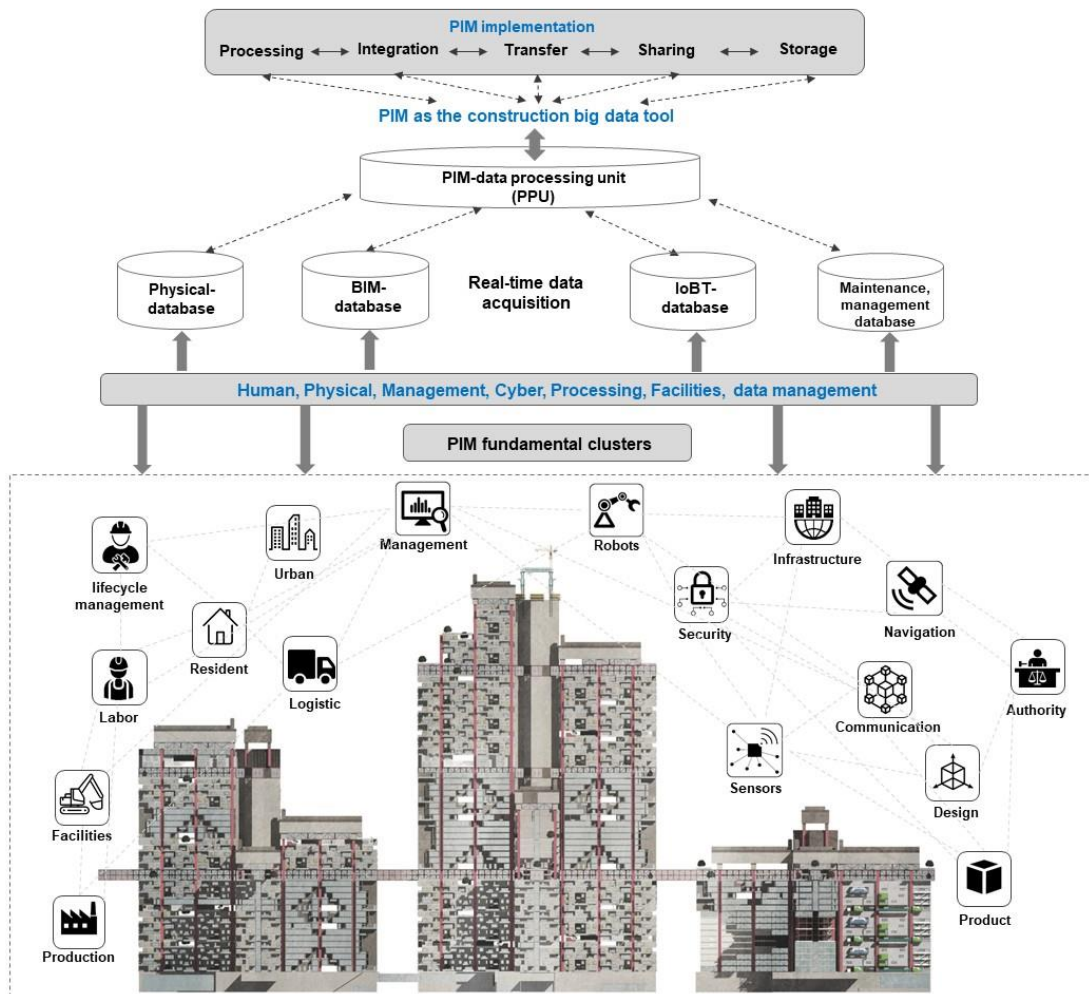 PIM implementation
Processing Integration Transfer Sharing Storage
PIM as the construction big data tool
PIM-data processing unit
(PPU)
Physical-
database
BIM-
database
Real-time data
acquisition
IoBT-
database
Maintenance,
management
database
Human, Physical, Management, Cyber, Processing, Facilities, data management
PIM fundamental clusters
lifecycle
management
Urban
Management
Robots
Infrastructure
Resident
Security
Navigation
Labor
Logistic
Communication
Authority
Facilities
Sensors
Design
Production
Product